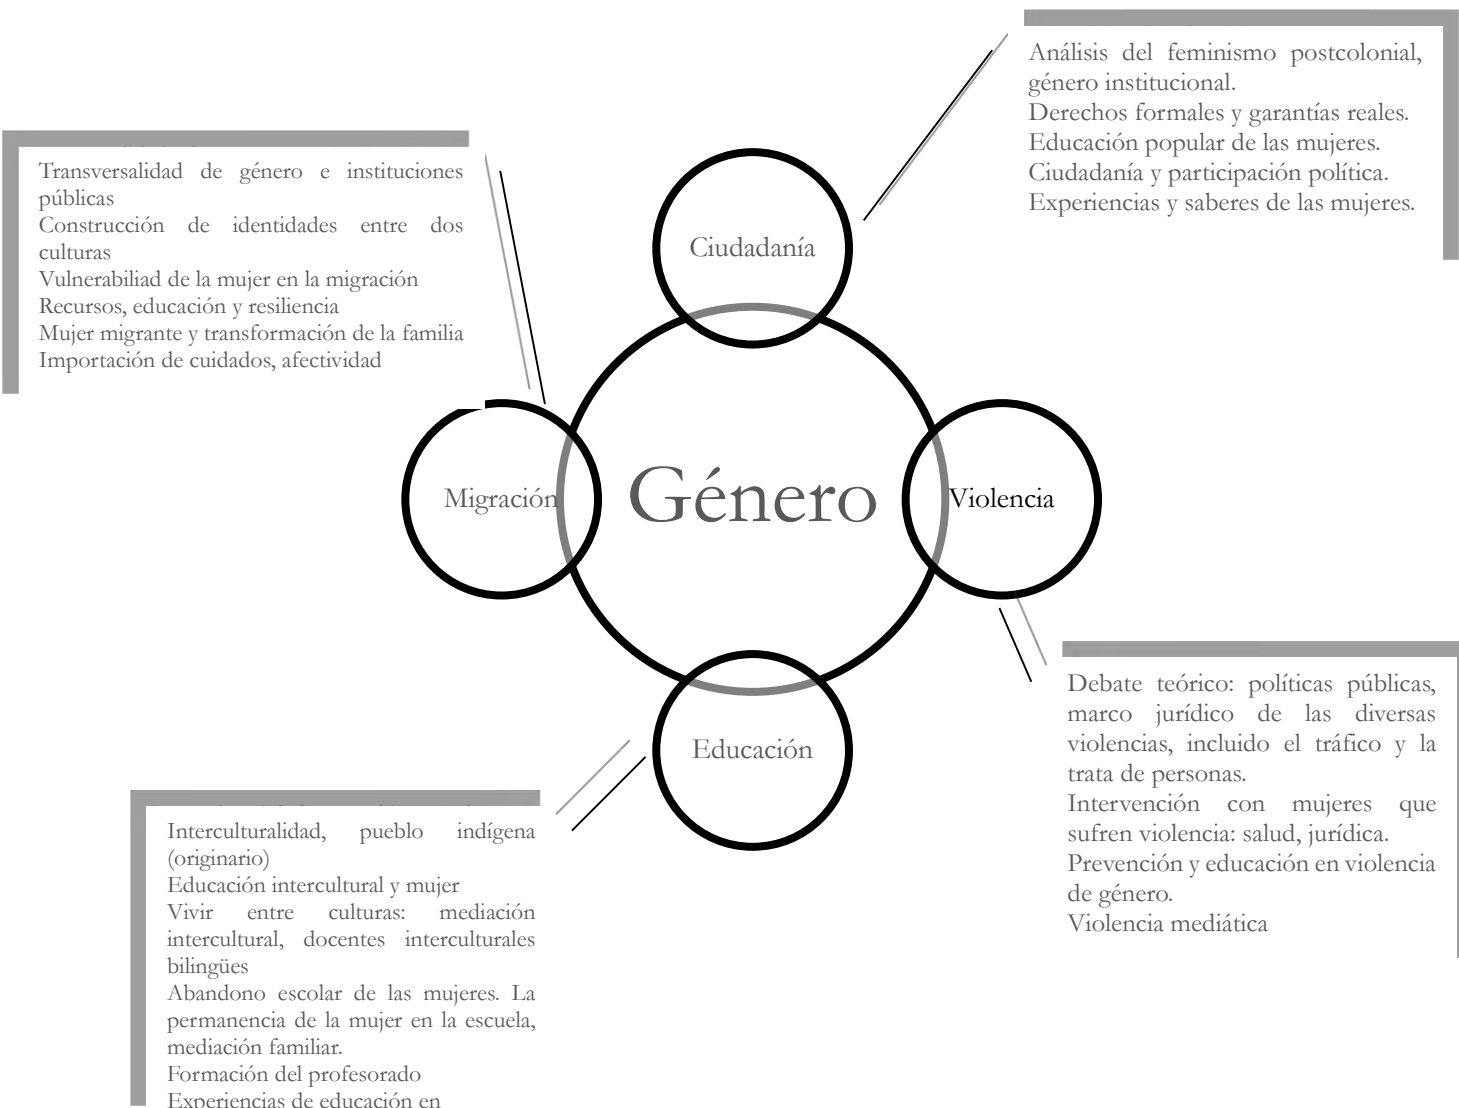 Análisis del feminismo postcolonial,
género institucional.
Derechos formales y garantías reales.
Educación popular de las mujeres.
Ciudadanía y participación política.
Experiencias y saberes de las mujeres.
Transversalidad de género e instituciones
públicas
Construcción de identidades entre dos
culturas
Vulnerabiliad de la mujer en la migración
Recursos, educación y resiliencia
Mujer migrante y transformación de la familia
Importación de cuidados, afectividad
Ciudadanía
Migración
Género
Violencia
Educación
Debate teórico: políticas públicas,
marco jurídico de las diversas
violencias, incluido el tráfico y la
trata de personas.
Intervención con mujeres que
sufren violencia: salud, jurídica.
Prevención y educación en violencia
de género.
Violencia mediática
Interculturalidad, pueblo indígena
(originario)
Educación intercultural y mujer
Vivir entre culturas: mediación
intercultural, docentes interculturales
bilingües
Abandono escolar de las mujeres. La
permanencia de la mujer en la escuela,
mediación familiar.
Formación del profesorado
Experiencias de educación en